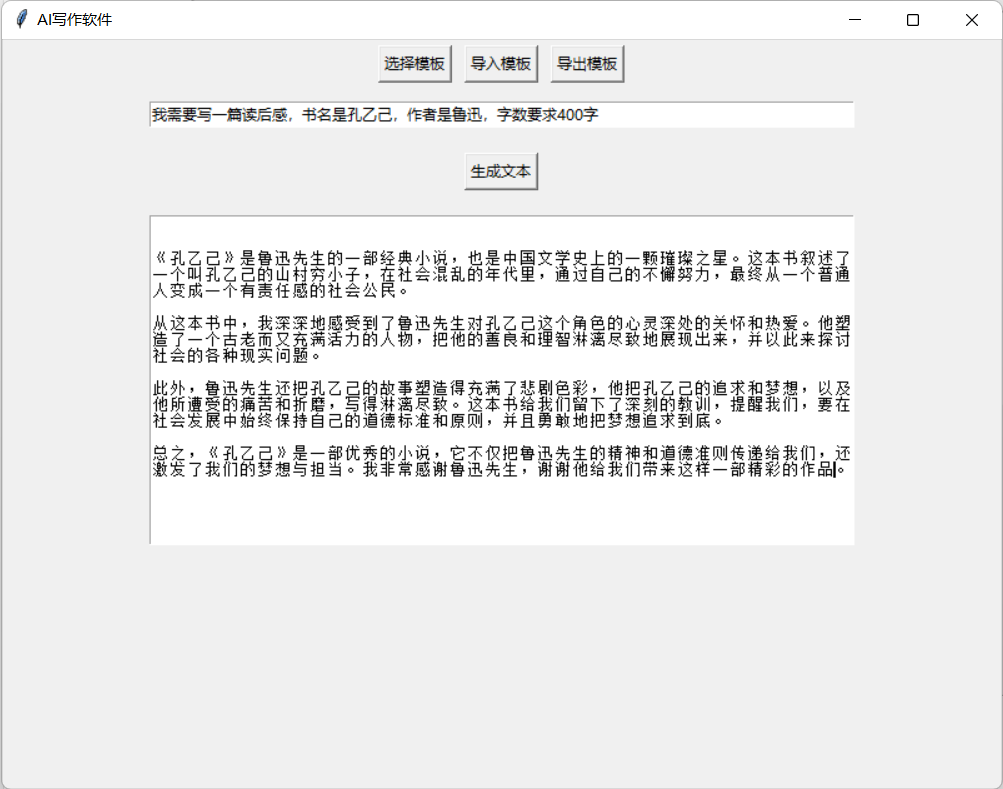 AI写作软件
选择模板 导入模板 导出模板
我需要写一篇读后感，书名是孔乙己，作者是鲁迅，字数要求400字
生成文本
《孔乙己》是鲁迅先生的一部经典小说，也是中国文学史上的一颗璀璨之星。这本书叙述了
一个叫孔乙己的山村穷小子，在社会混乱的年代里，通过自己的不懈努力，最终从一个普通
人变成一个有责任感的社会公民。
从这本书中，我深深地感受到了鲁迅先生对孔乙己这个角色的心灵深处的关怀和热爱。他塑
造了一个古老而又充满活力的人物，把他的善良和理智淋漓尽致地展现出来，并以此来探讨
社会的各种现实问题。
此外，鲁迅先生还把孔乙己的故事塑造得充满了悲剧色彩，他把孔乙己的追求和梦想，以及
他所遭受的痛苦和折磨，写得淋漓尽致。这本书给我们留下了深刻的教训，提醒我们，要在
社会发展中始终保持自己的道德标准和原则，并且勇敢地把梦想追求到底。
总之，《孔乙己》是一部优秀的小说，它不仅把鲁迅先生的精神和道德准则传递给我们，还
激发了我们的梦想与担当。我非常感谢鲁迅先生，谢谢他给我们带来这样一部精彩的作品。